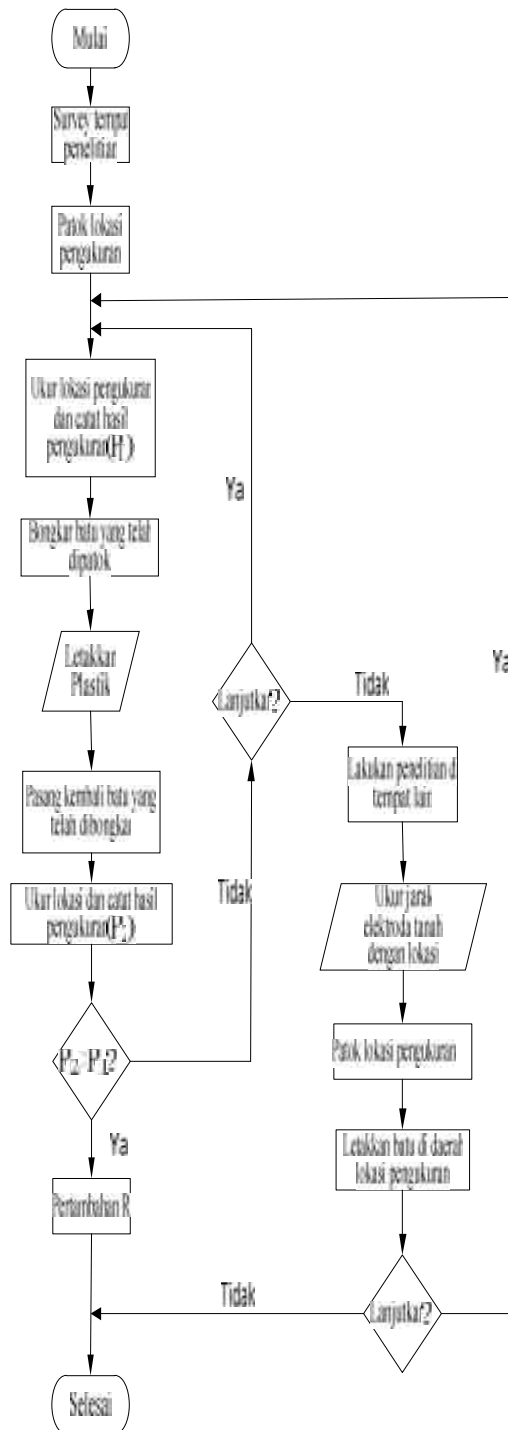 Mulai
Survey tempat
penelitian
Patok lokasi
pengukuran
Ukur lokasi pengukuran
dan catat hasil
pengukuran(P₁)
Bongkar batu yang telah
dipatok
Letakkan
Plastik
Pasang kembali batu yang
telah dibongkar
Ukur lokasi dan catat hasil
pengukuran(P₂)
Ya
Pertambahan R
Selesai
Tidak
Lanjutkan?
Ya
Tidak
Lakukan penelitian di
tempat lain
Ukur jarak
elektroda tanah
dengan lokasi
Patok lokasi pengukuran
Letakkan batu di daerah
lokasi pengukuran
Lanjutkan?
Tidak
Ya